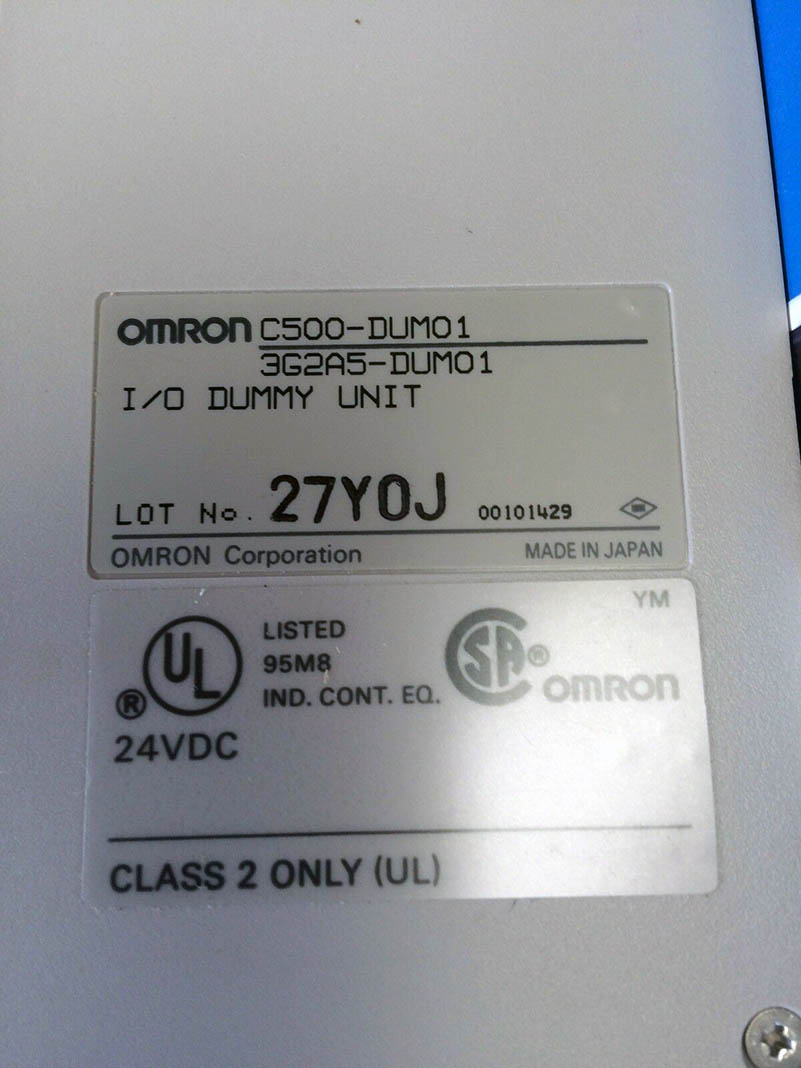 OMRON C500-DUM01
3G2A5-DUM01
I/O DUMMY UNIT
LOT No. 27Y0J 00101429
OMRON Corporation MADE IN JAPAN
YM
UL ® LISTED
95M8
IND. CONT. EQ.
SA ® OMRON
24VDC
CLASS 2 ONLY (UL)